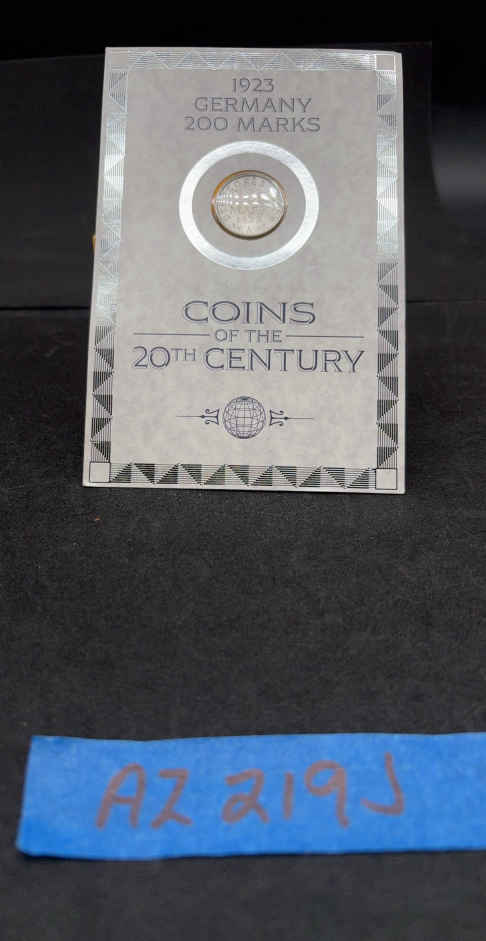 1923
GERMANY
200 MARKS
COINS
OF THE
20TH CENTURY
AZ 219J